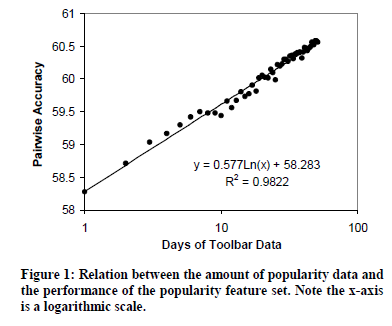 61
60.5
60
59.5
59
58.5
58
Pairwise Accuracy
y = 0.577Ln(x) + 58.283
R² = 0.9822
1
10
100
Days of Toolbar Data
Figure 1: Relation between the amount of popularity data and
the performance of the popularity feature set. Note the x-axis
is a logarithmic scale.